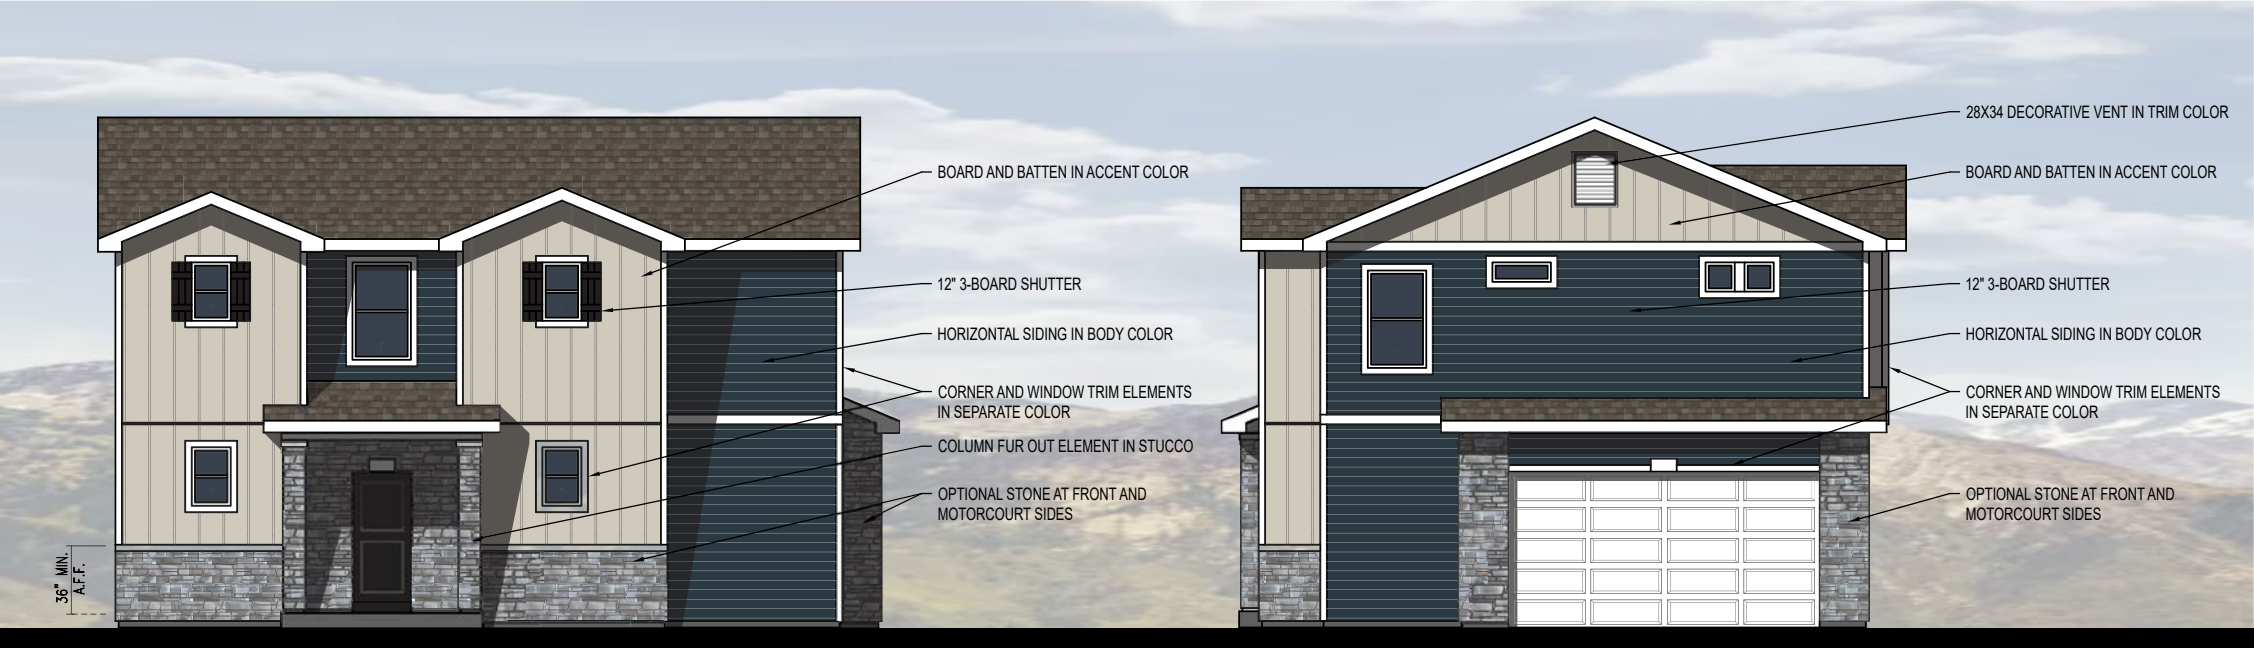 BOARD AND BATTEN IN ACCENT COLOR
12" 3-BOARD SHUTTER
HORIZONTAL SIDING IN BODY COLOR
CORNER AND WINDOW TRIM ELEMENTS
IN SEPARATE COLOR
COLUMN FUR OUT ELEMENT IN STUCCO
OPTIONAL STONE AT FRONT AND
MOTORCOURT SIDES
36" MIN.
A.F.F.
28X34 DECORATIVE VENT IN TRIM COLOR
BOARD AND BATTEN IN ACCENT COLOR
12" 3-BOARD SHUTTER
HORIZONTAL SIDING IN BODY COLOR
CORNER AND WINDOW TRIM ELEMENTS
IN SEPARATE COLOR
OPTIONAL STONE AT FRONT AND
MOTORCOURT SIDES